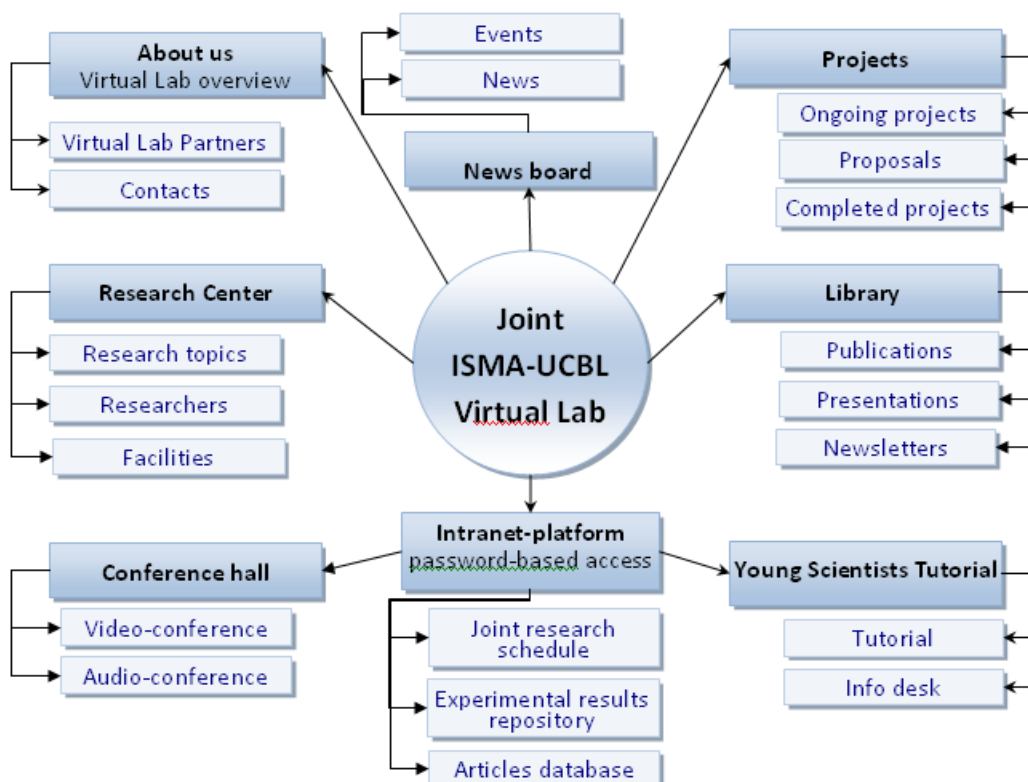 About us
Virtual Lab overview
Virtual Lab Partners
Contacts
Events
News
News board
Projects
Ongoing projects
Proposals
Completed projects
Research Center
Research topics
Researchers
Facilities
Joint
ISMA-UCBL
Virtual Lab
Library
Publications
Presentations
Newsletters
Conference hall
Video-conference
Audio-conference
Intranet-platform
password-based access
Joint research
schedule
Experimental results
repository
Articles database
Young Scientists Tutorial
Tutorial
Info desk